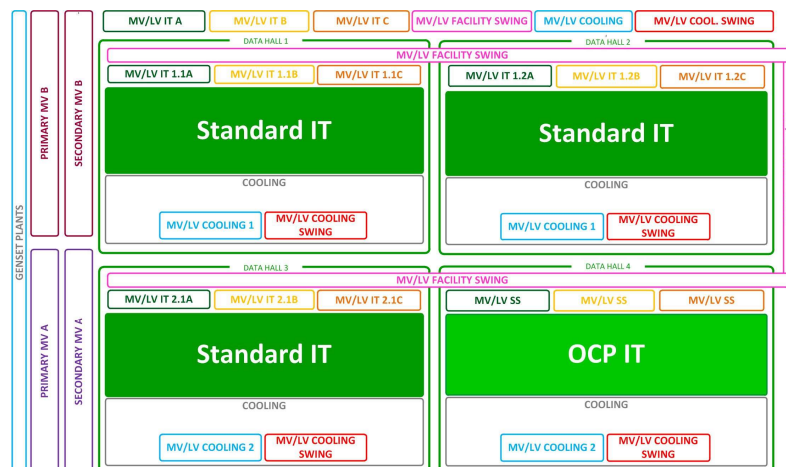 MV/LV IT A
MV/LV IT B
MV/LV IT C
MV/LV FACILITY SWING
MV/LV COOLING
MV/LV COOL. SWING
GENSET PLANTS
PRIMARY MV B
SECONDARY MV B
DATA HALL 1
DATA HALL 2
MV/LV FACILITY SWING
MV/LV IT 1.1A
MV/LV IT 1.1B
MV/LV IT 1.1C
MV/LV IT 1.2A
MV/LV IT 1.2B
MV/LV IT 1.2C
Standard IT
Standard IT
COOLING
COOLING
MV/LV COOLING 1
MV/LV COOLING
SWING
MV/LV COOLING 1
MV/LV COOLING
SWING
PRIMARY MV A
SECONDARY MV A
DATA HALL 3
DATA HALL 4
MV/LV FACILITY SWING
MV/LV IT 2.1A
MV/LV IT 2.1B
MV/LV IT 2.1C
MV/LV SS
MV/LV SS
MV/LV SS
Standard IT
OCP IT
COOLING
COOLING
MV/LV COOLING 2
MV/LV COOLING
SWING
MV/LV COOLING 2
MV/LV COOLING
SWING